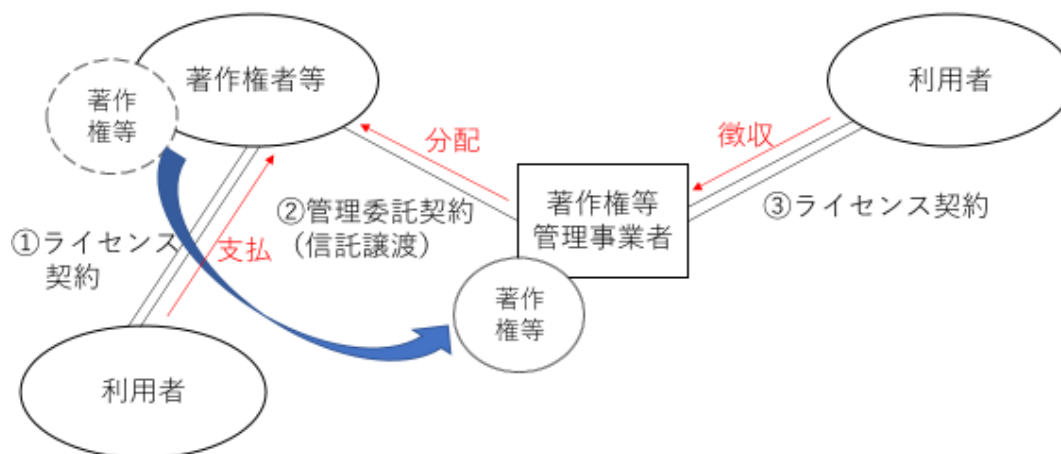 著作権者等
利用者
著作
権等
分配
徴収
著作権等
管理事業者
②管理委託契約
（信託譲渡）
③ライセンス契約
①ライセンス
契約
支払
著作
権等
利用者